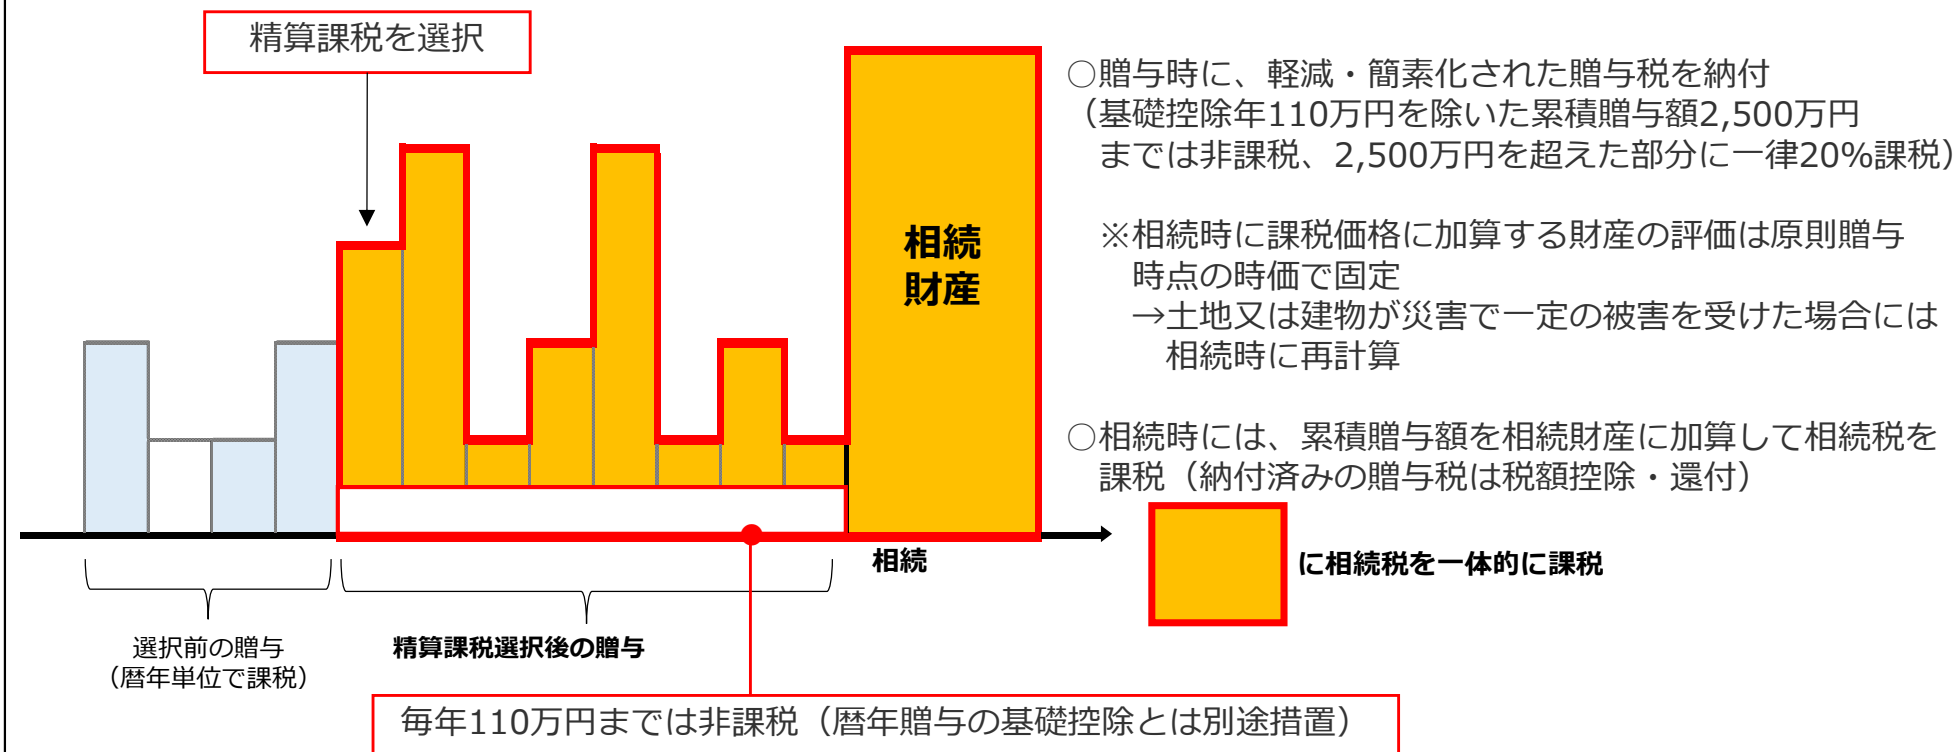 精算課税を選択
○贈与時に、軽減・簡素化された贈与税を納付
（基礎控除年110万円を除いた累積贈与額2,500万円
までは非課税、2,500万円を超えた部分に一律20%課税）
※相続時に課税価格に加算する財産の評価は原則贈与
時点の時価で固定
→土地又は建物が災害で一定の被害を受けた場合には
相続時に再計算
○相続時には、累積贈与額を相続財産に加算して相続税を
課税（納付済みの贈与税は税額控除・還付）
相続
財産
相続
に相続税を一体的に課税
選択前の贈与
（暦年単位で課税）
精算課税選択後の贈与
毎年110万円までは非課税（暦年贈与の基礎控除とは別途措置）